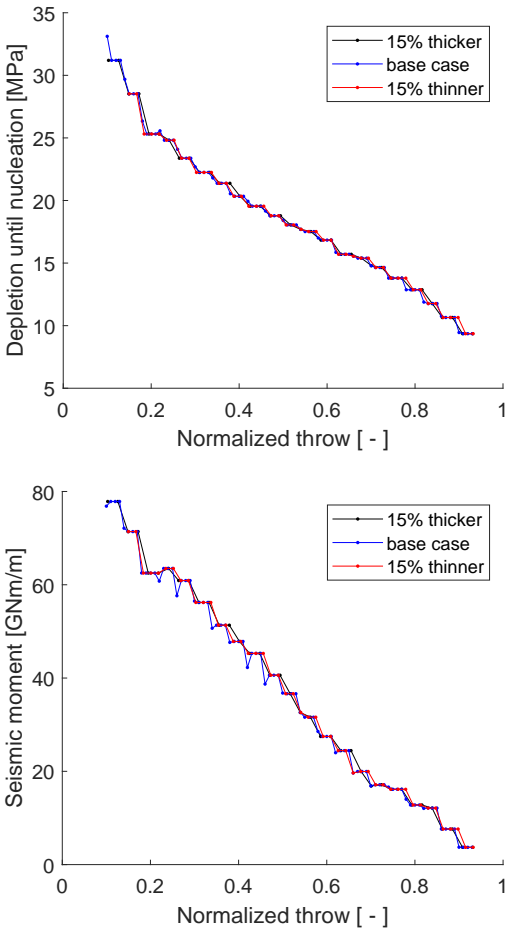 Depletion until nucleation [MPa]
35
30
25
20
15
10
5
0
0.2
0.4
0.6
0.8
1
Normalized throw [ - ]
15% thicker
base case
15% thinner
Seismic moment [GNm/m]
80
60
40
20
0
0
0.2
0.4
0.6
0.8
1
Normalized throw [ - ]
15% thicker
base case
15% thinner